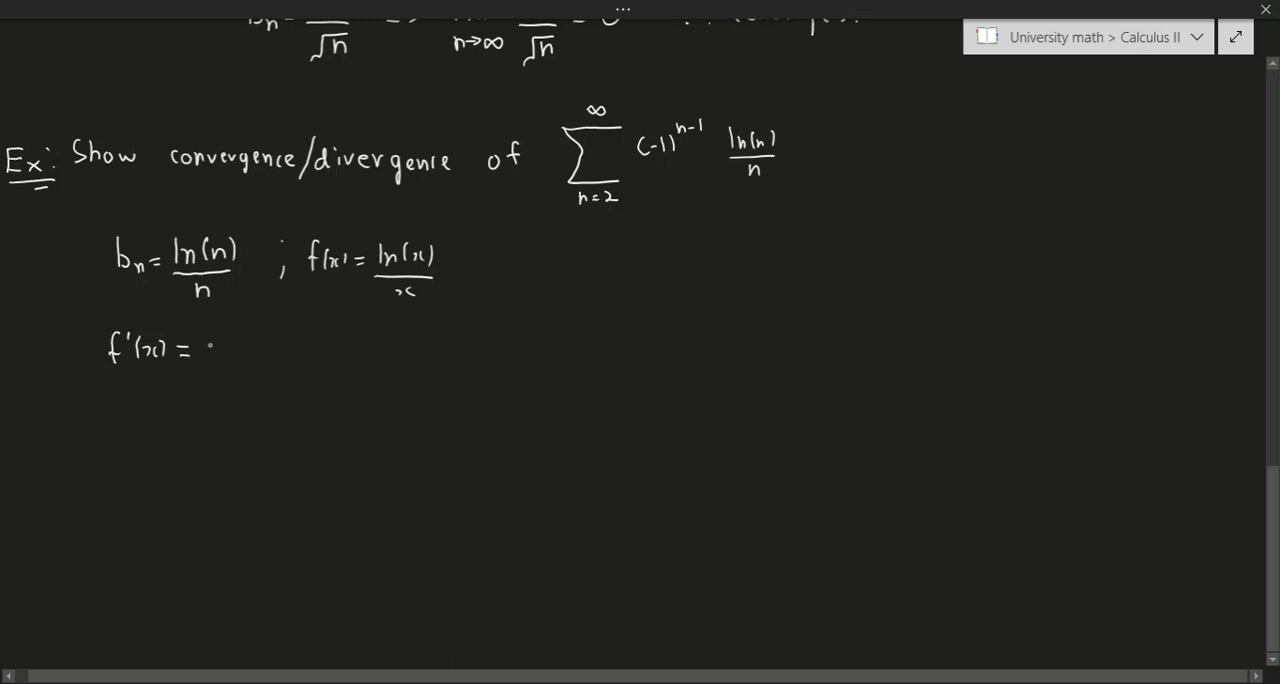 University math > Calculus II
√n n→∞ √n
Ex: Show convergence/divergence of ∞ Σ n=2 (-1)^{n-1} ln(n)/n
b_n = ln(n)/n ; f(x) = ln(x)/x
f'(x) =